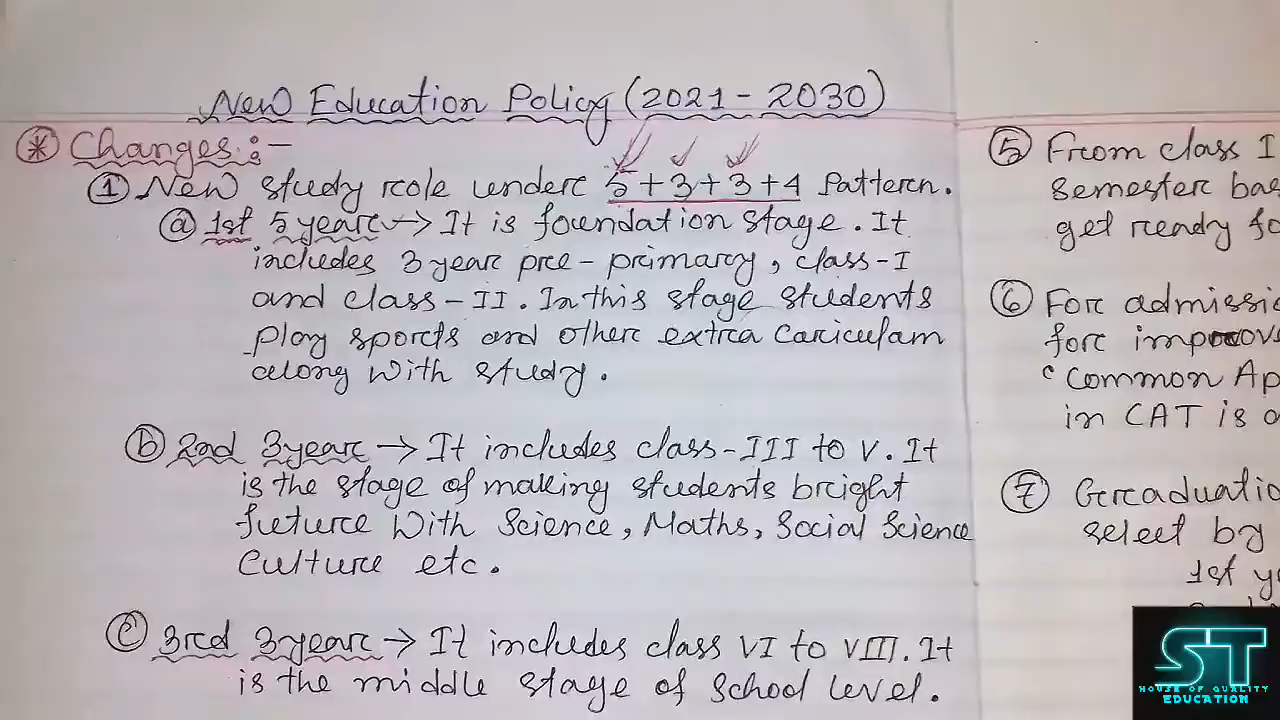 New Education Policy (2021 - 2030)
* Changes :-
① New study role under 5 + 3 + 3 + 4 Pattern.
ⓐ 1st 5 year → It is foundation stage. It
includes 3 year pre - primary, class - I
and class - II. In this stage students
play sports and other extra cariculam
along with study.
ⓑ 2nd 3 year → It includes class - III to V. It
is the stage of making students bright
future with Science, Maths, Social Science
Culture etc.
ⓒ 3rd 3 year → It includes class VI to VIII. It
is the middle stage of School level.
⑤ From class I
semester bas
get ready fo
⑥ For admissio
for improve
" Common Ap
in CAT is a
⑦ Graduatio
select by
1st y
ST
HOUSE OF QUALITY
EDUCATION